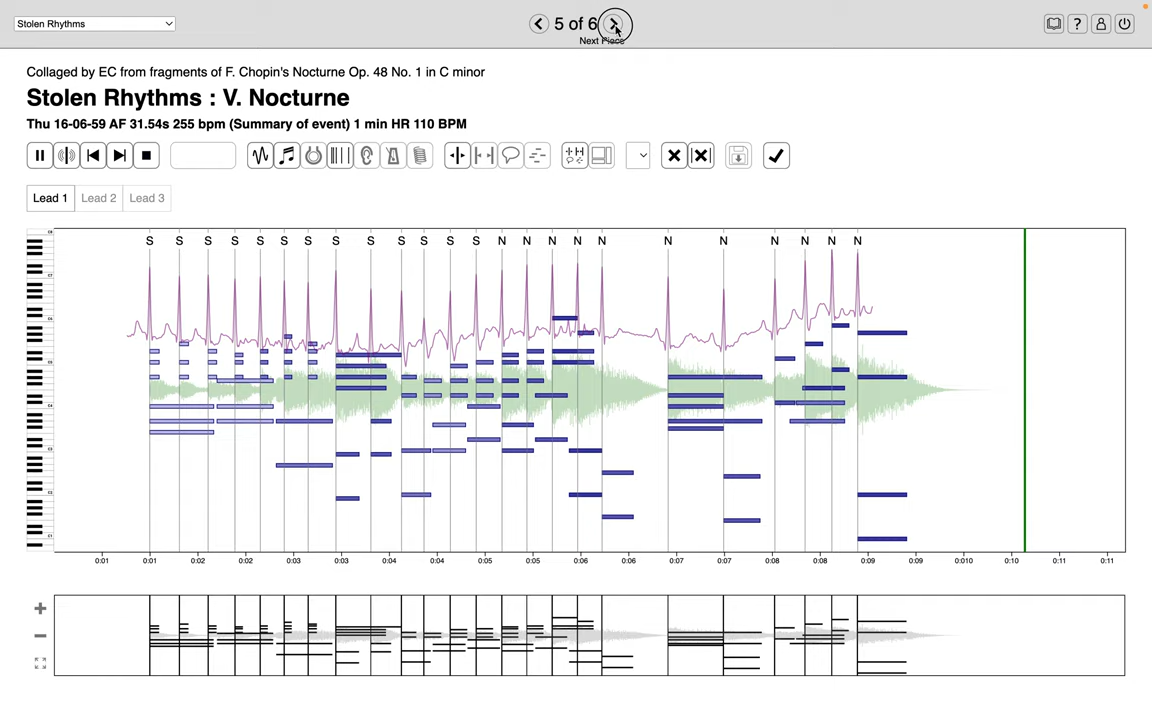 Stolen Rhythms
5 of 6
Next Piece
?
Collaged by EC from fragments of F. Chopin's Nocturne Op. 48 No. 1 in C minor
Stolen Rhythms : V. Nocturne
Thu 16-06-59 AF 31.54s 255 bpm (Summary of event) 1 min HR 110 BPM
Lead 1 Lead 2 Lead 3
S S S S S S S S S S S S S N N N N N N N N N N N
0:01 0:01 0:02 0:02 0:03 0:03 0:04 0:04 0:05 0:05 0:06 0:06 0:07 0:07 0:08 0:08 0:09 0:010 0:10 0:11 0:11